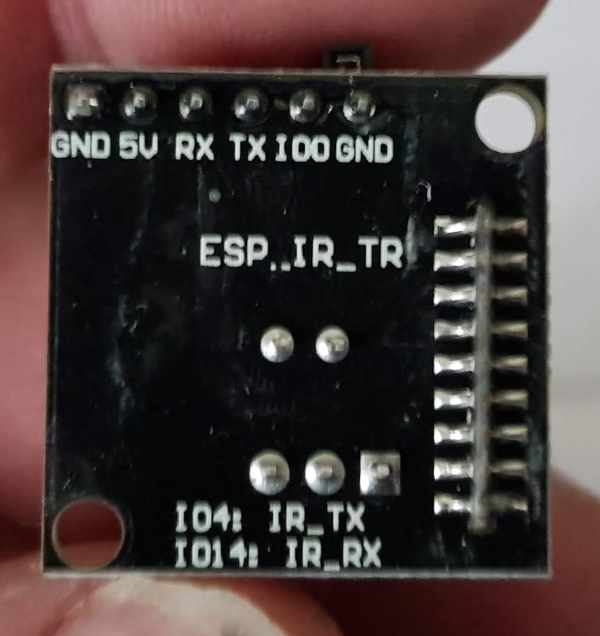 GND 5V RX TX IO0 GND
ESP_IR_TR
IO4: IR_TX
IO14: IR_RX